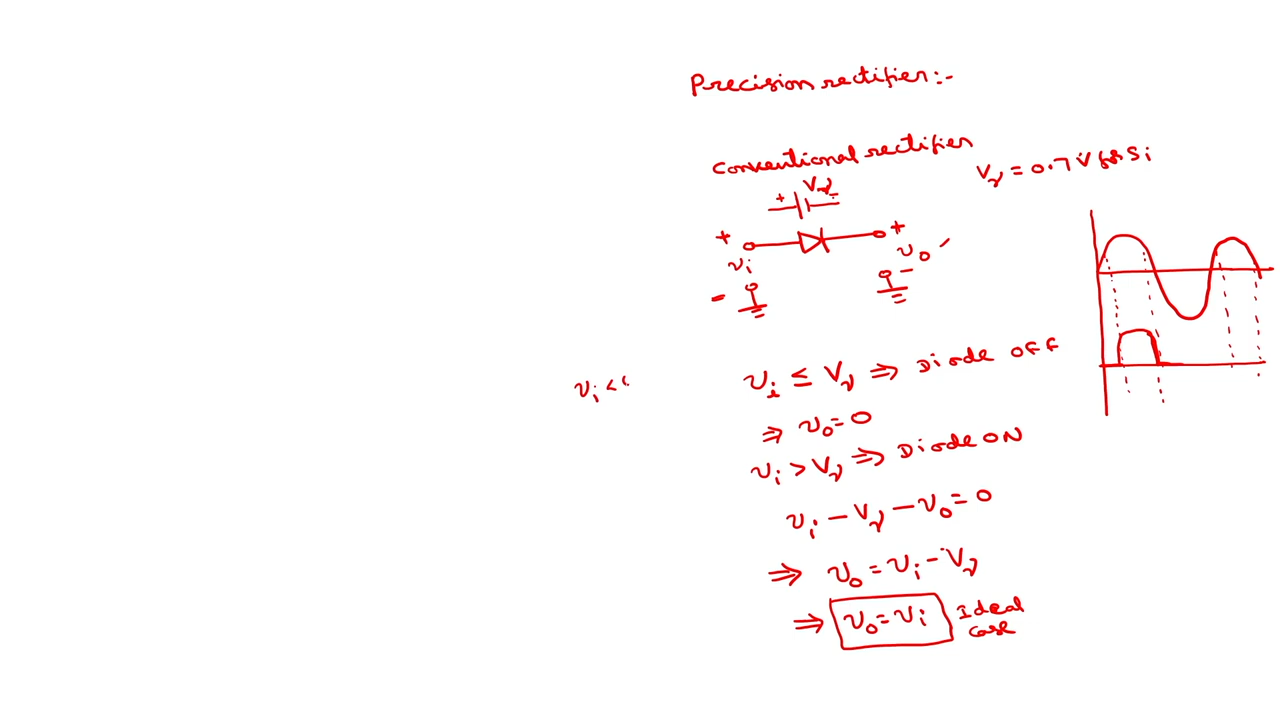 Precision rectifier:-
Conventional rectifier
Vγ = 0.7 V for Si
+ Vγ -
+ +
vi vo
- -
vi ≤ Vγ ⇒ Diode OFF
vi <<
⇒ vo = 0
vi > Vγ ⇒ Diode ON
vi - Vγ - vo = 0
⇒ vo = vi - Vγ
⇒ vo = vi Ideal case